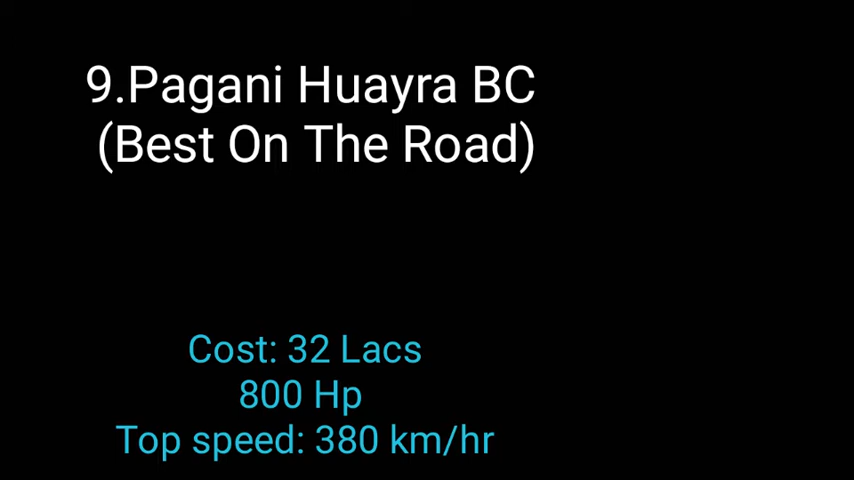 9.Pagani Huayra BC
(Best On The Road)
Cost: 32 Lacs
800 Hp
Top speed: 380 km/hr